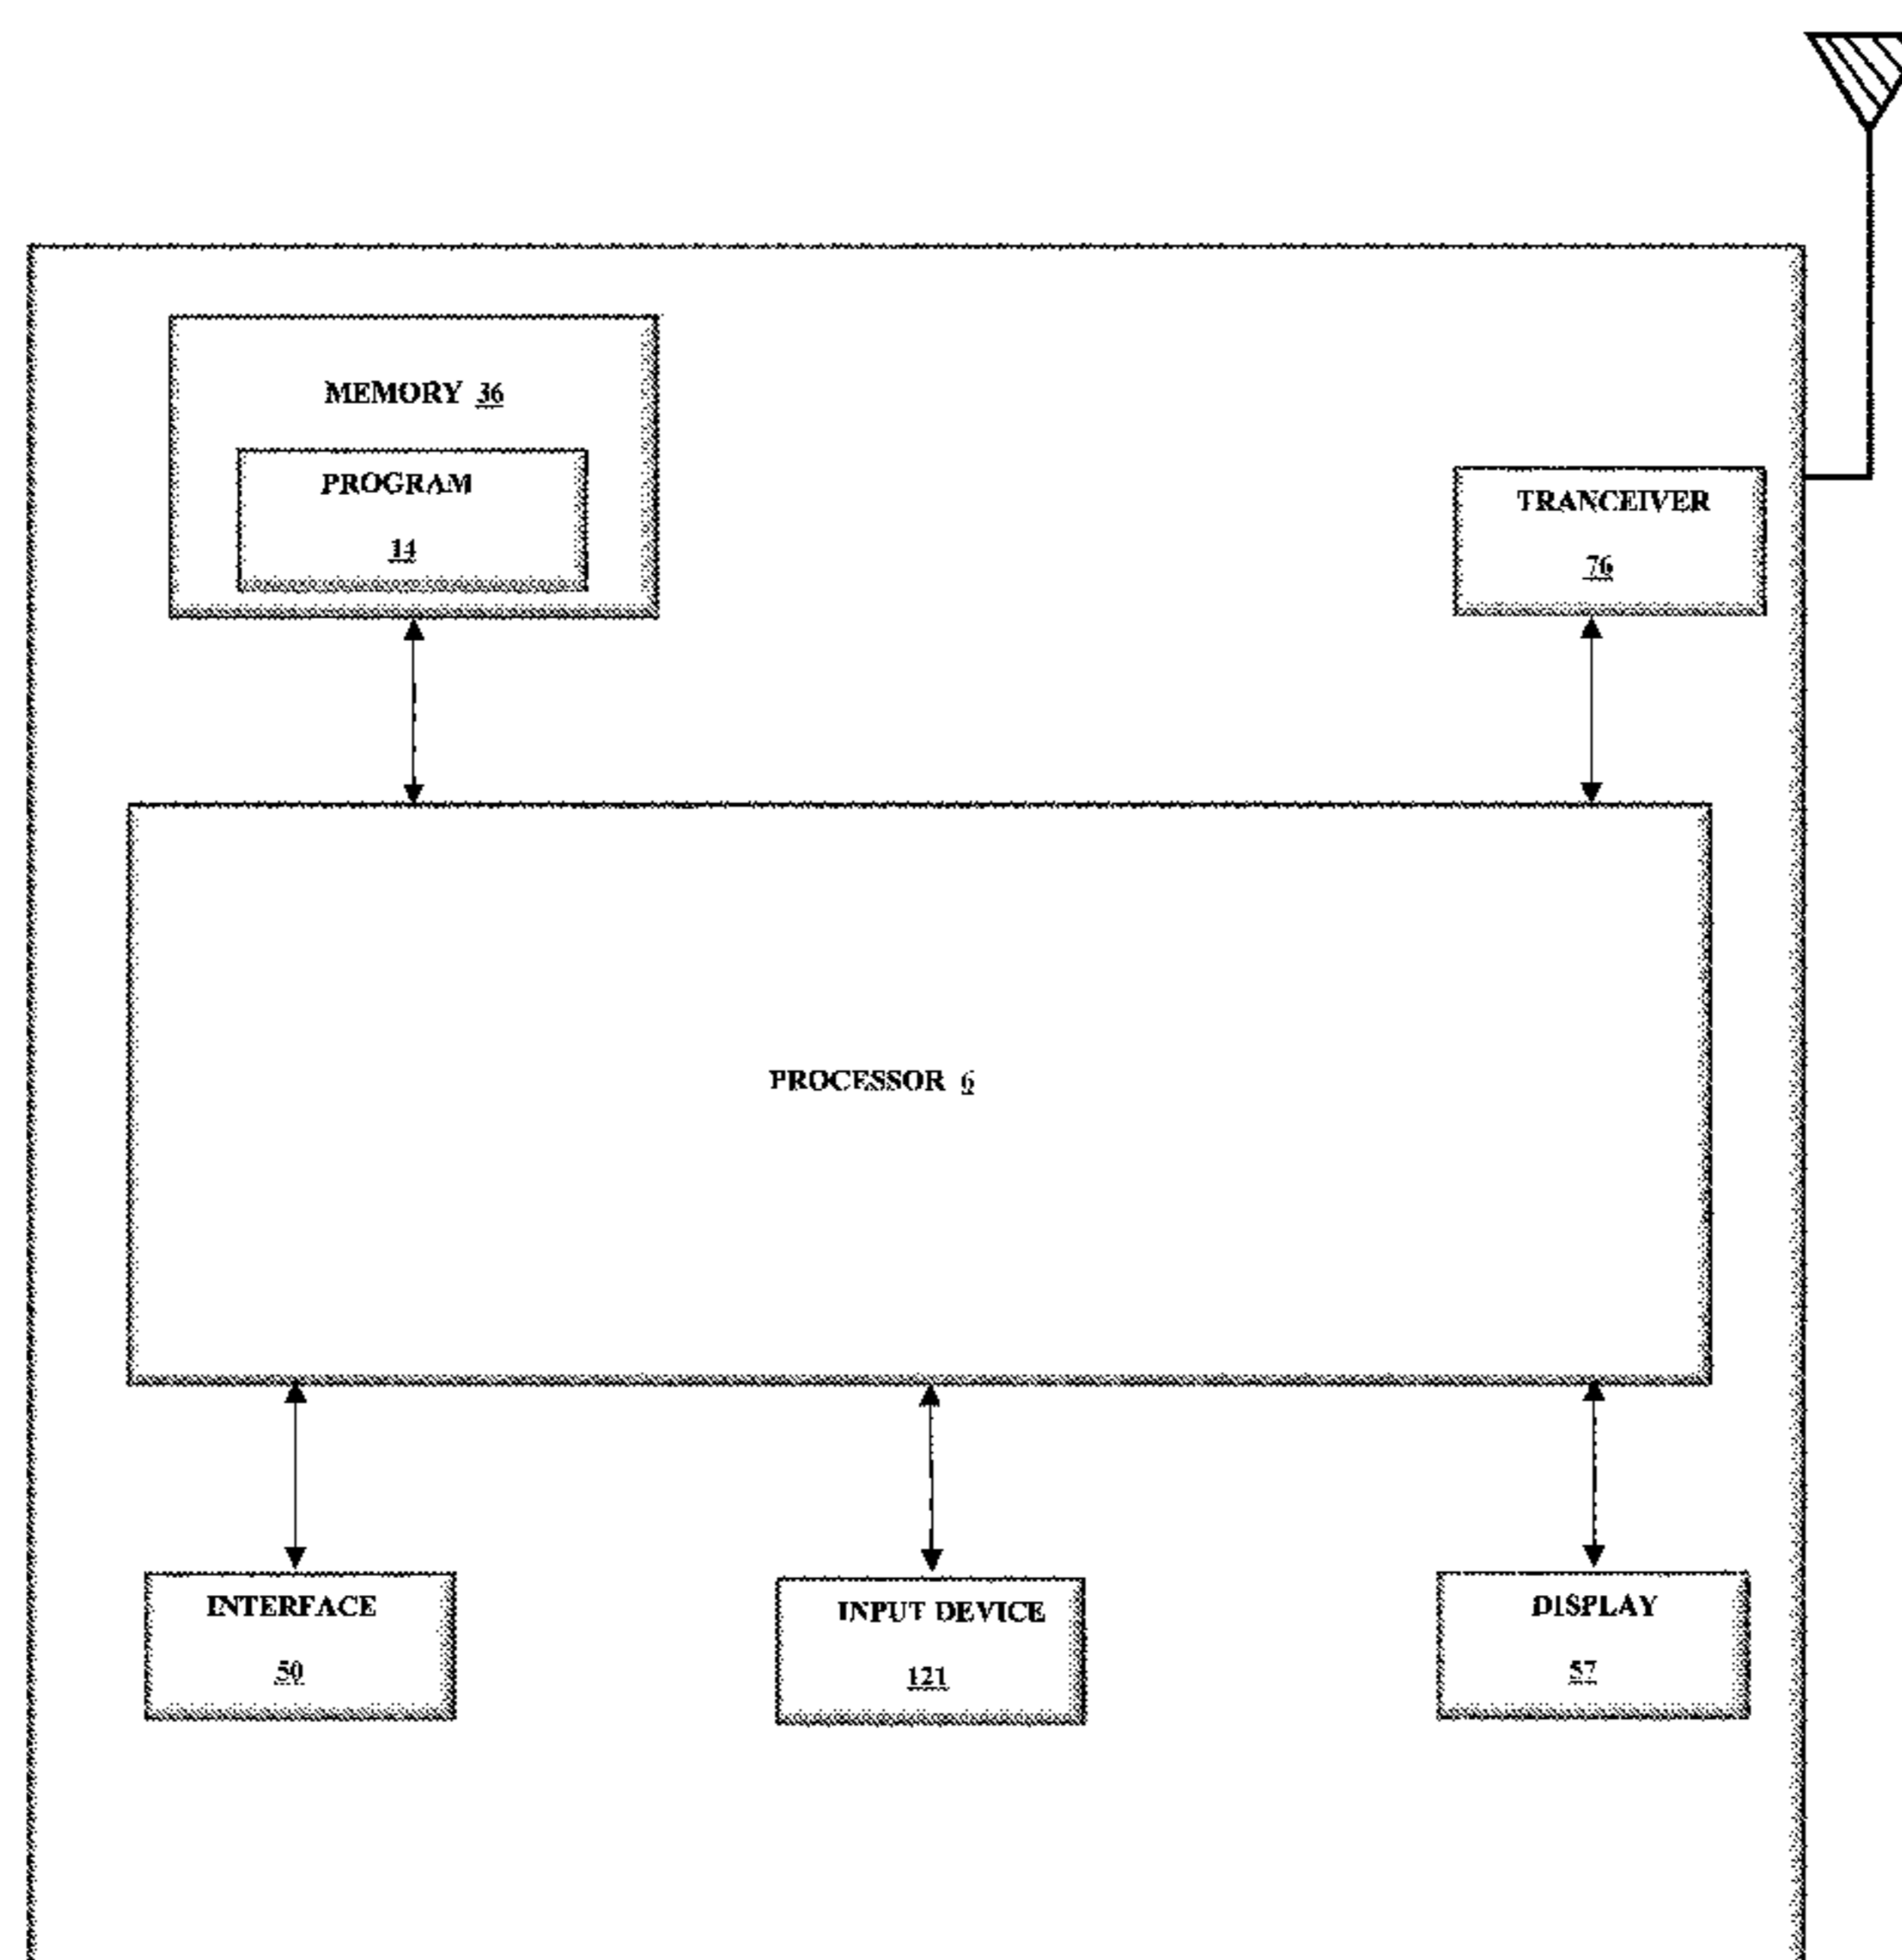 MEMORY 36
PROGRAM
14
TRANCEIVER
76
PROCESSOR 6
INTERFACE
50
INPUT DEVICE
121
DISPLAY
57